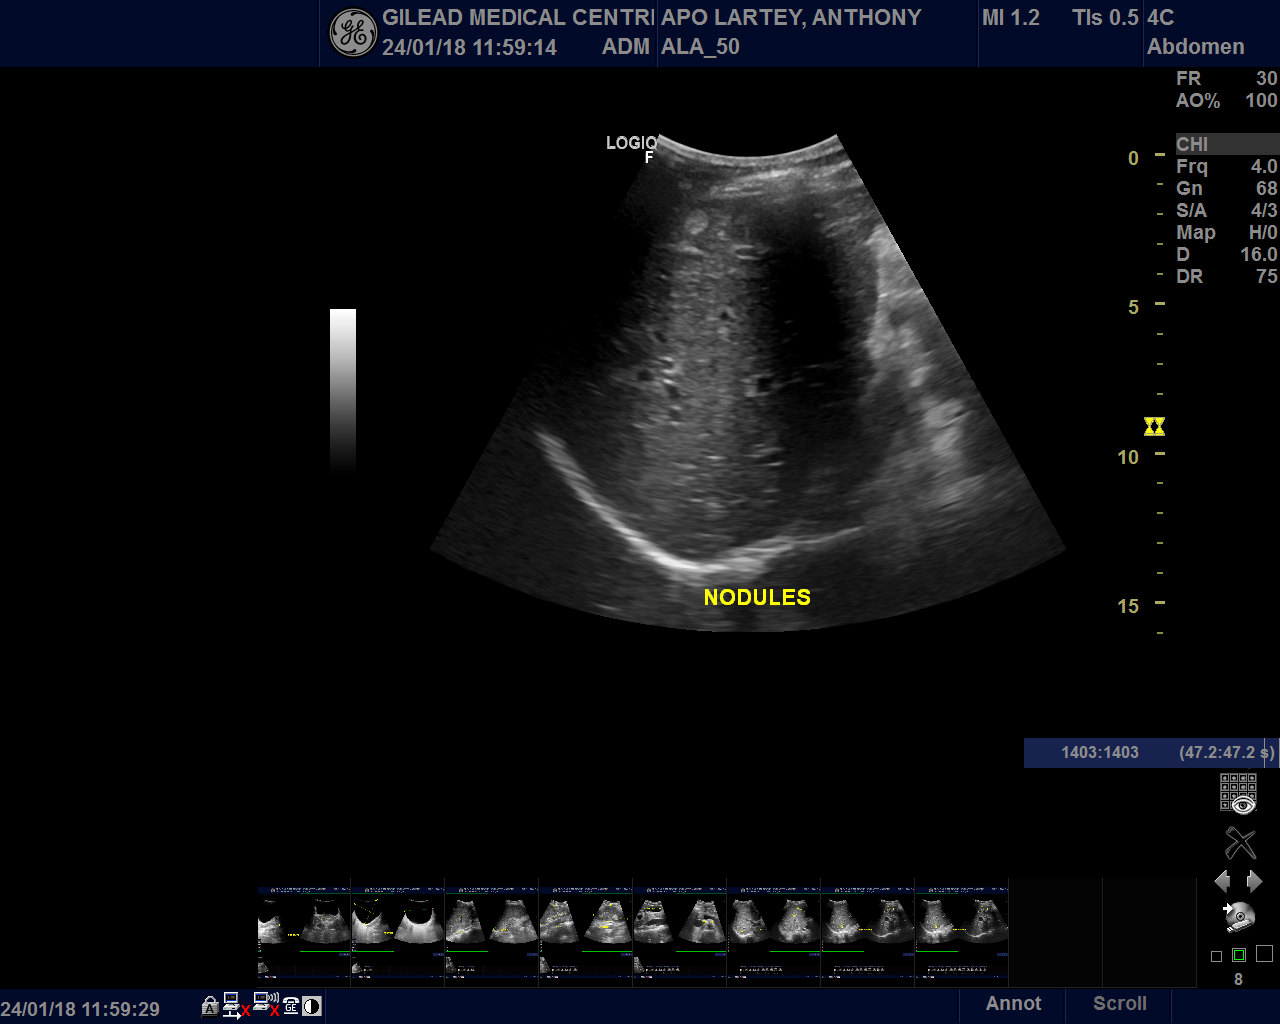 GILEAD MEDICAL CENTRI
24/01/18 11:59:14 ADM
APO LARTEY, ANTHONY
ALA_50
MI 1.2 TIs 0.5
4C
Abdomen
FR 30
AO% 100
CHI
Frq 4.0
Gn 68
S/A 4/3
Map H/0
D 16.0
DR 75
LOGIQ
F
0
5
10
15
NODULES
1403:1403 (47.2:47.2 s)
8
24/01/18 11:59:29
GE
Annot
Scroll